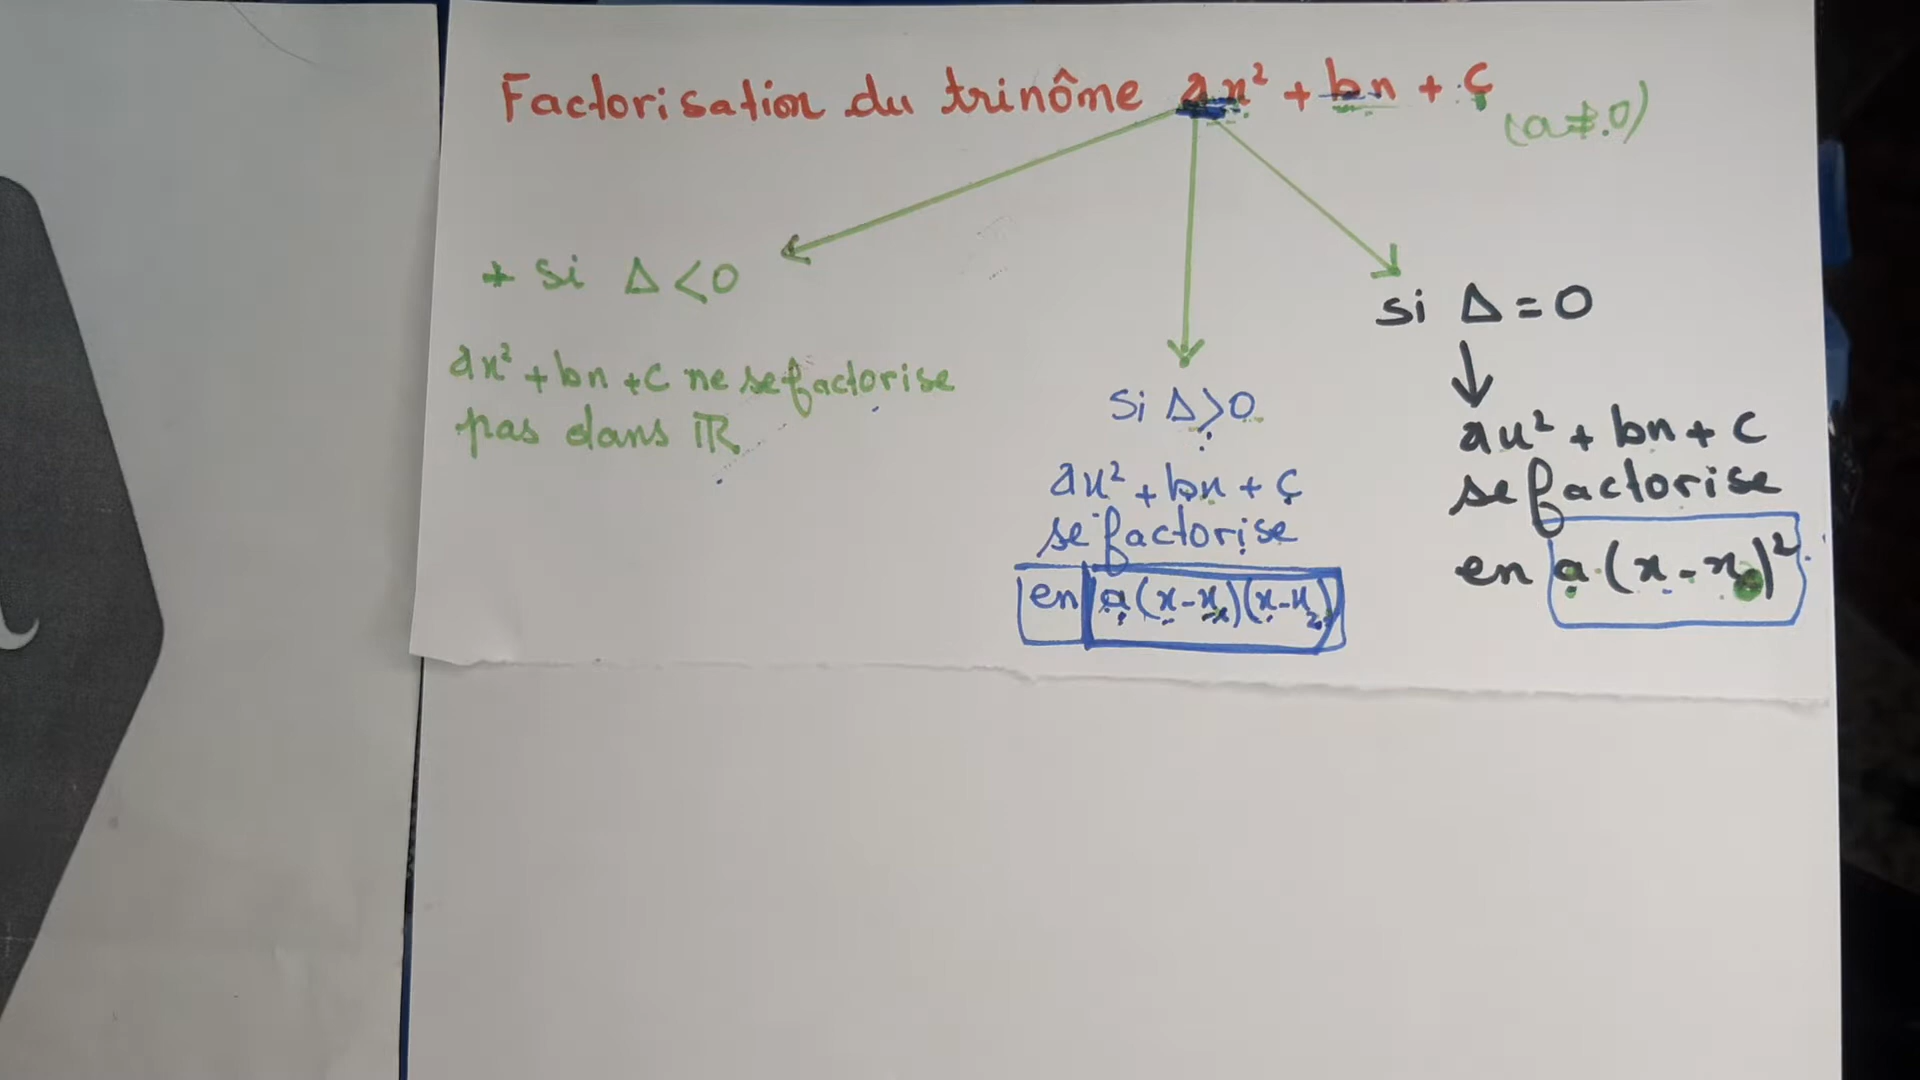 Factorisation du trinôme ax² + bx + c
(a ≠ 0)
* si Δ < 0
ax² + bx + c ne se factorise
pas dans ℝ
si Δ > 0
ax² + bx + c
se factorise
en a(x - x₁)(x - x₂)
si Δ = 0
ax² + bx + c
se factorise
en a(x - x₀)²